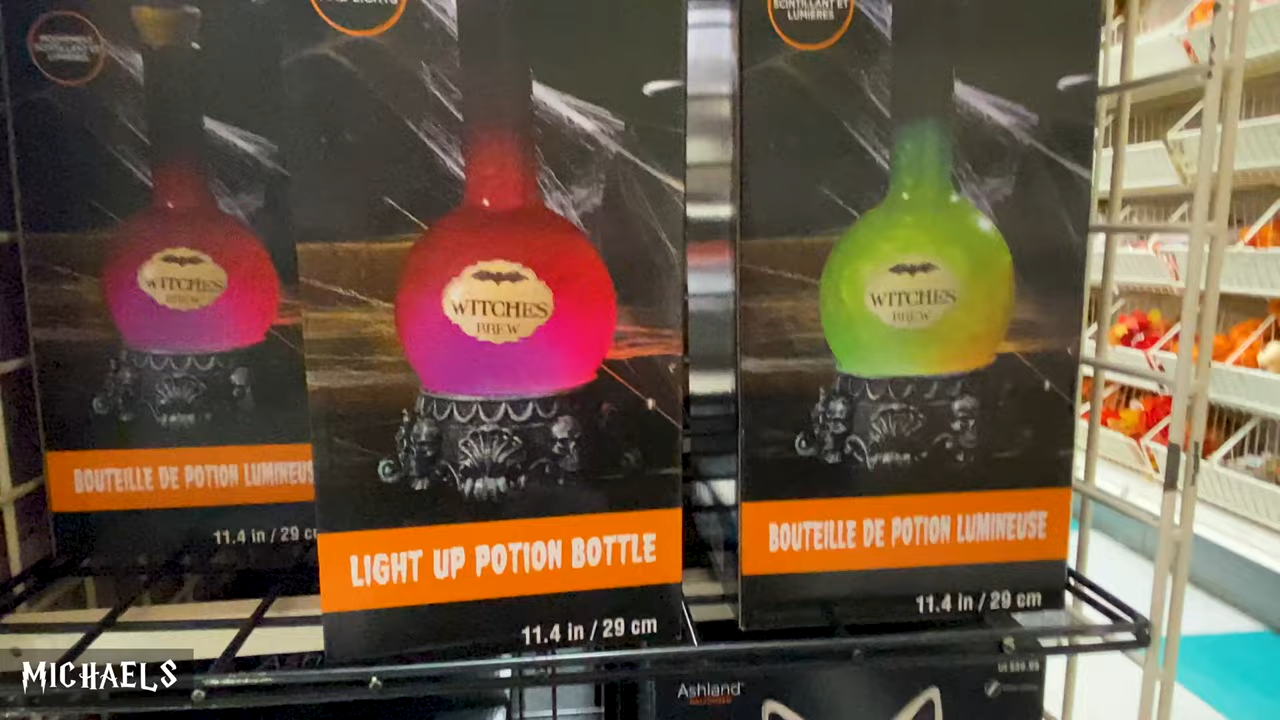 SCINTILLANT ET
LUMIÈRES
WITCHES
BREW
BOUTEILLE DE POTION LUMINEUS
11.4 in / 29 c
WITCHES
BREW
LIGHT UP POTION BOTTLE
11.4 in / 29 cm
WITCHES
BREW
BOUTEILLE DE POTION LUMINEUSE
11.4 in / 29 cm
Ashland
MICHAELS